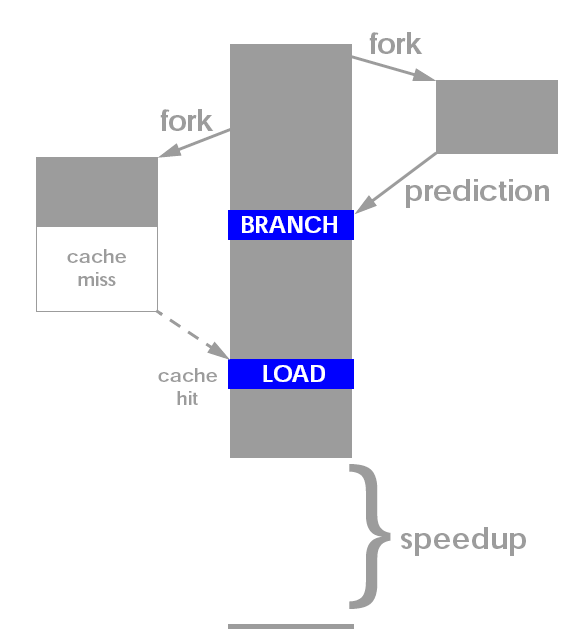 fork
fork
prediction
BRANCH
cache
miss
LOAD
cache
hit
speedup